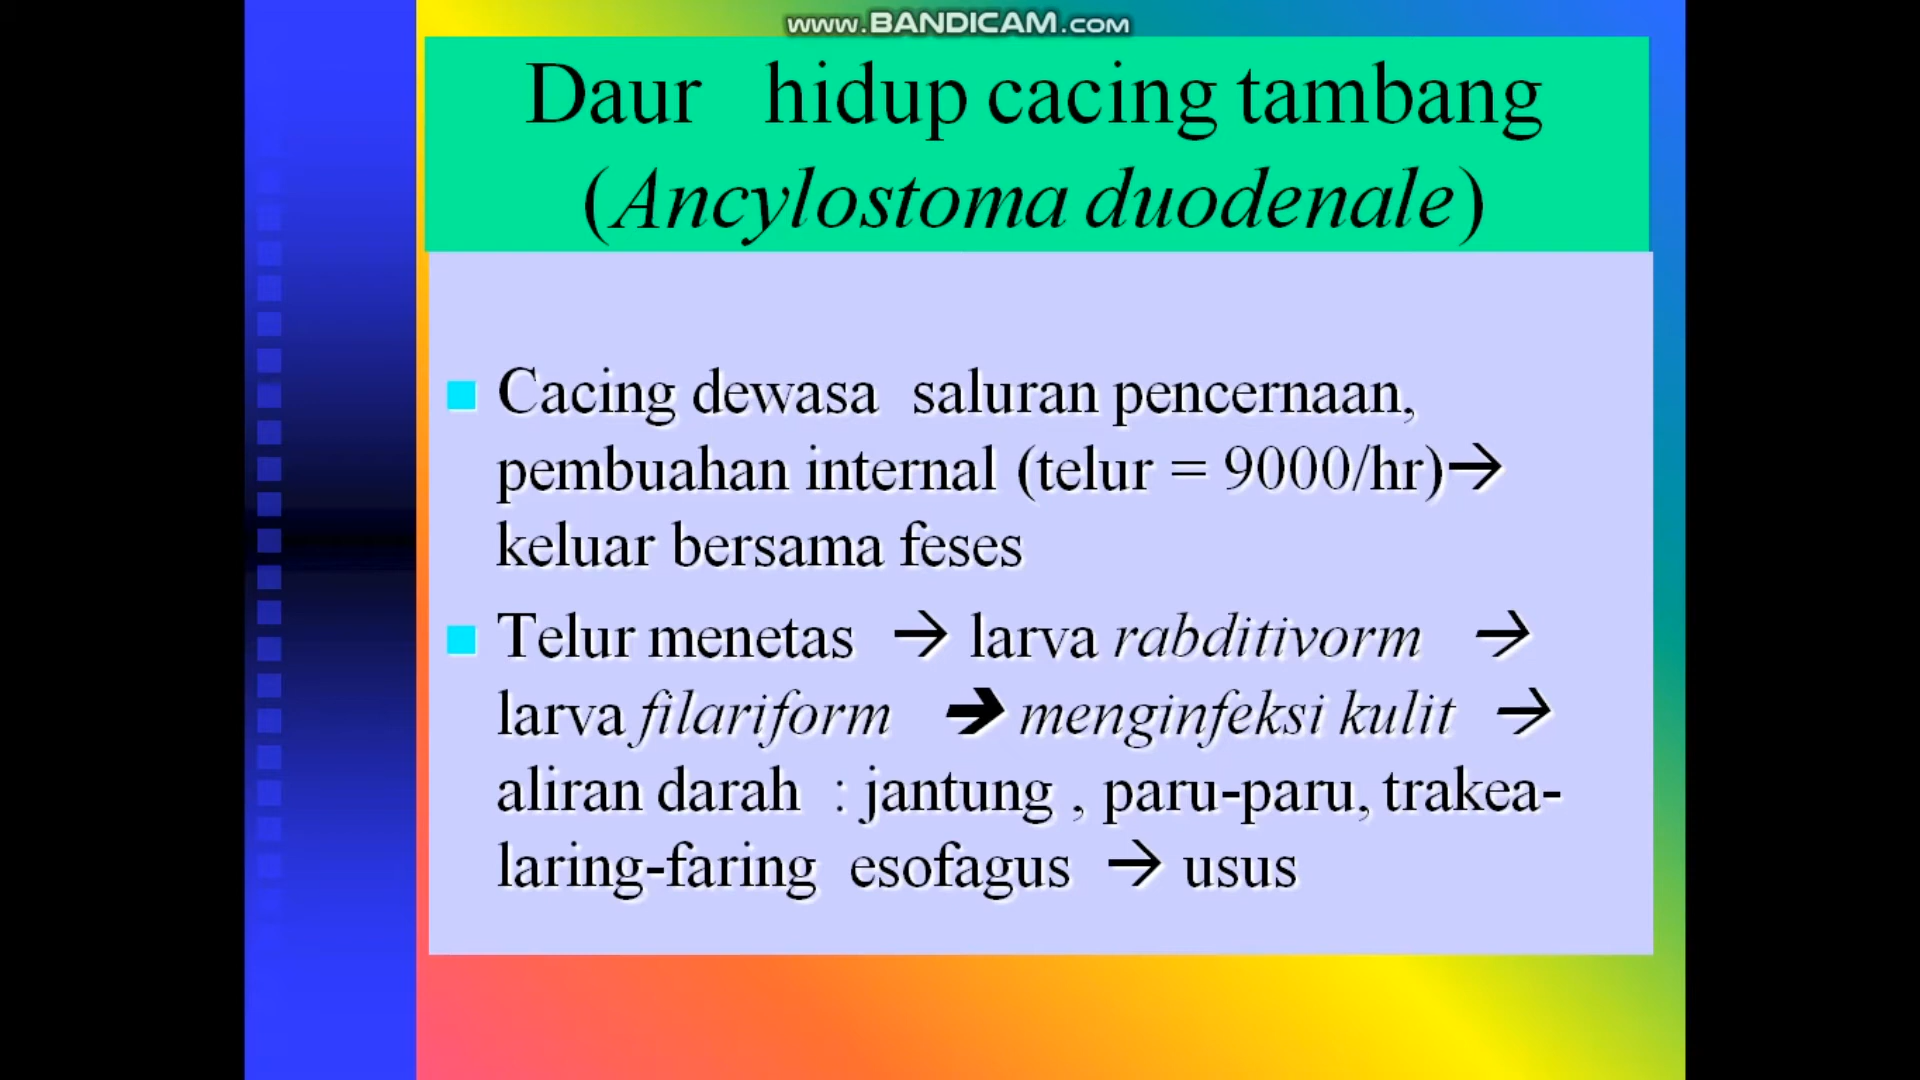 www.BANDICAM.com
Daur hidup cacing tambang
(Ancylostoma duodenale)
Cacing dewasa saluran pencernaan,
pembuahan internal (telur = 9000/hr)→
keluar bersama feses
Telur menetas → larva rabditivorm →
larva filariform → menginfeksi kulit →
aliran darah : jantung , paru-paru, trakea-
laring-faring esofagus → usus